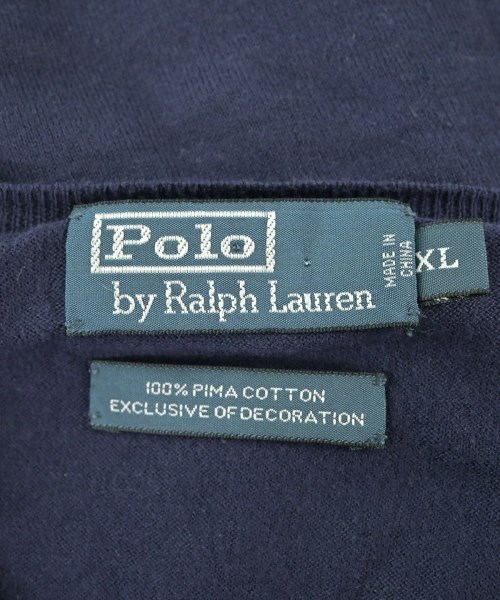 Polo
by Ralph Lauren
MADE IN
CHINA
XL
100% PIMA COTTON
EXCLUSIVE OF DECORATION